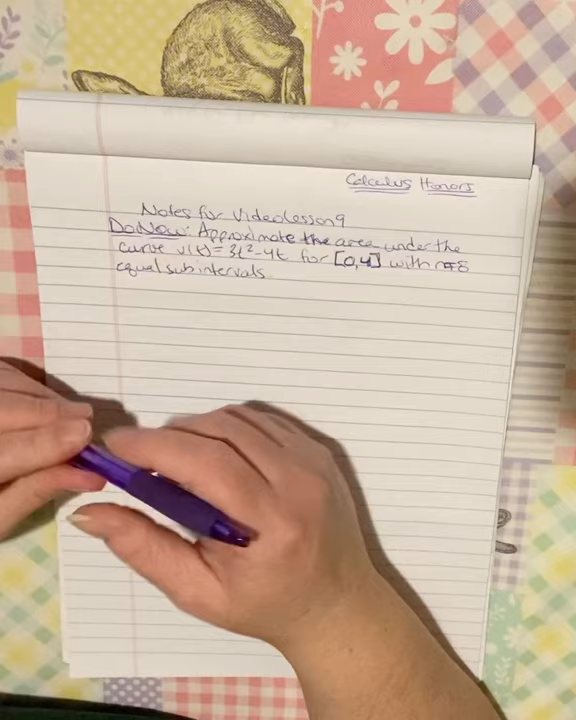 Calculus Honors
Notes for Video Lesson 9
Do Now: Approximate the area under the
curve v(t) = 3t²-4t for [0,4] with n=8
equal subintervals.